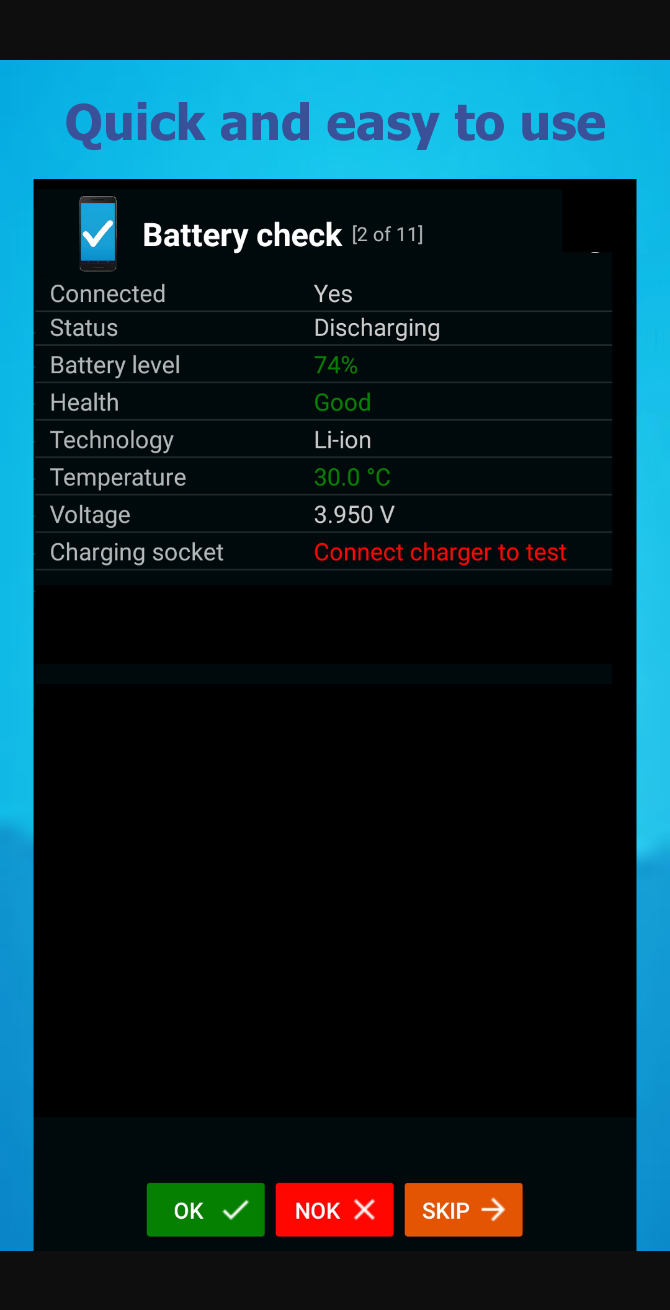 Quick and easy to use
Battery check [2 of 11]
Connected Yes
Status Discharging
Battery level 74%
Health Good
Technology Li-ion
Temperature 30.0 °C
Voltage 3.950 V
Charging socket Connect charger to test
OK NOK SKIP